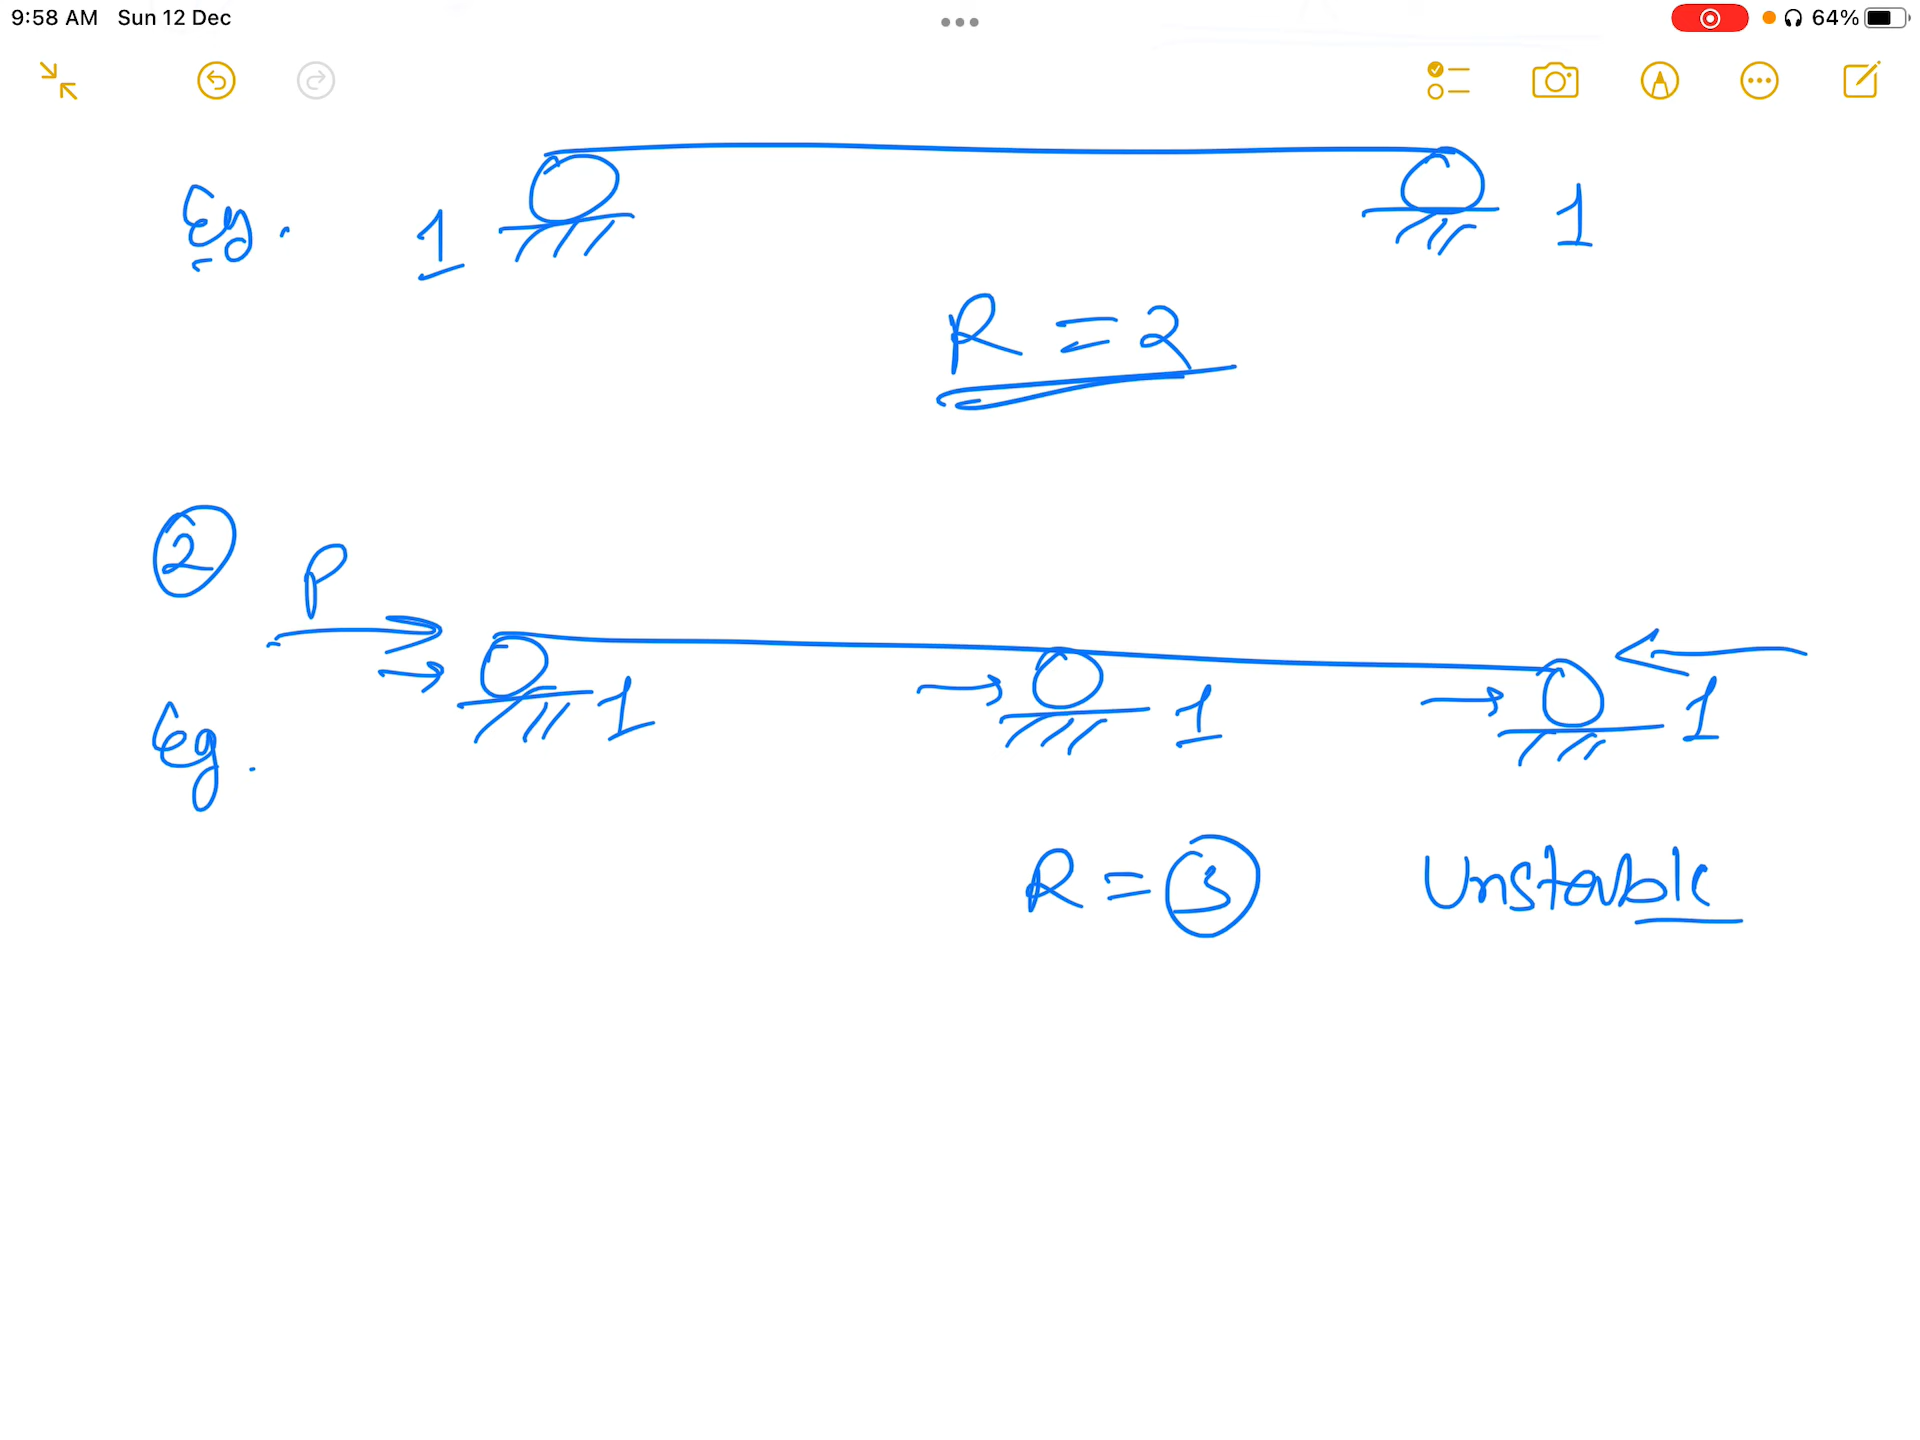 9:58 AM Sun 12 Dec
64%
Eg.
1
1
R = 2
2
P
Eg.
1
1
1
R = 3
Unstable